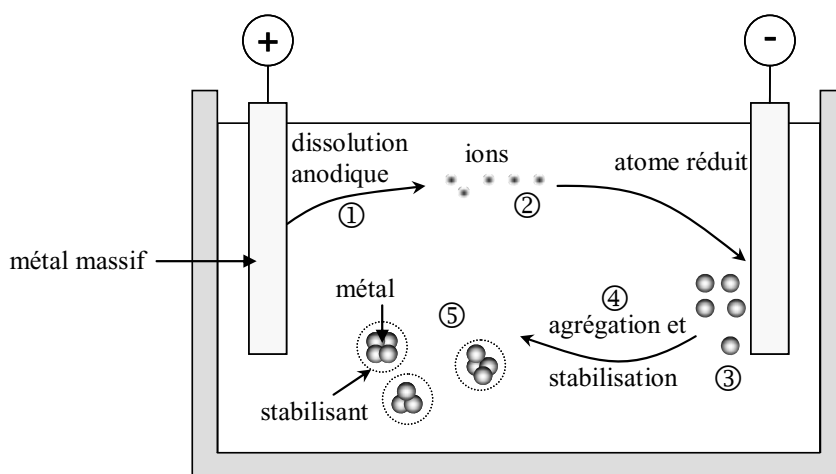 +
-
dissolution
anodique
①
ions
②
atome réduit
métal massif
métal
⑤
④
agrégation et
stabilisation
③
stabilisant